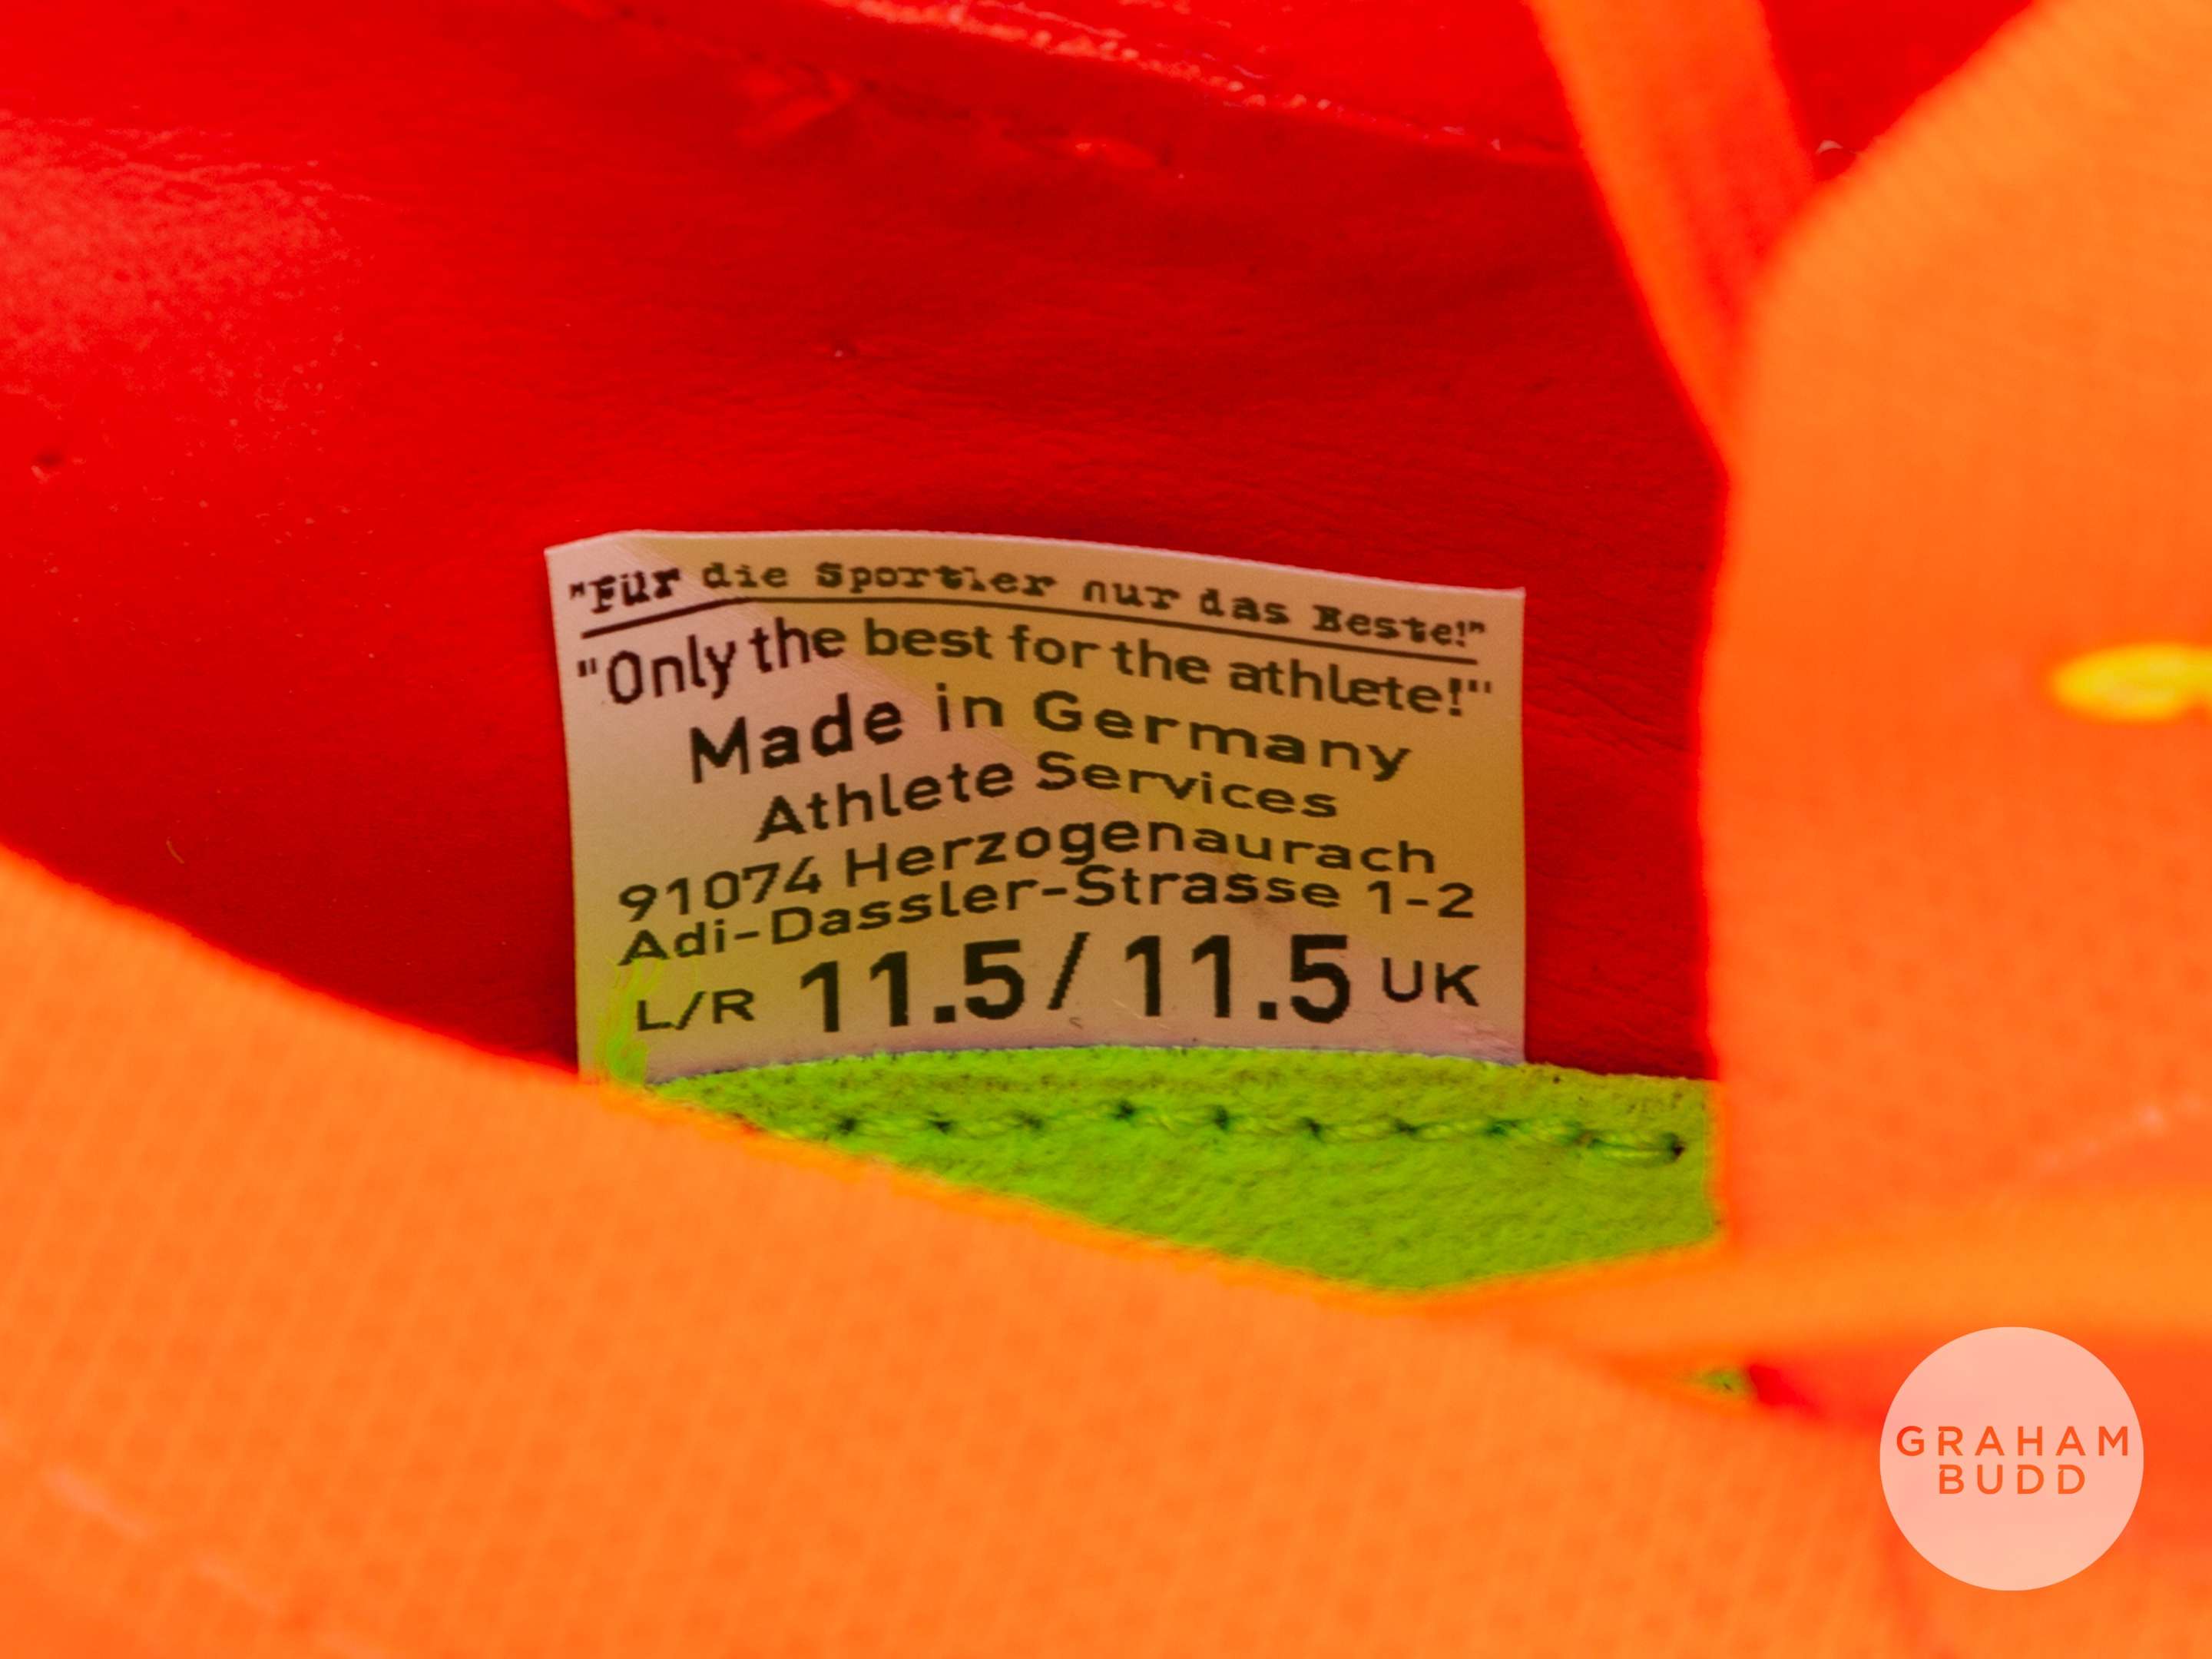 "Für die Sportler nur das Beste!"
"Only the best for the athlete!"
Made in Germany
Athlete Services
91074 Herzogenaurach
Adi-Dassler-Strasse 1-2
L/R 11.5/11.5 UK
GRAHAM
BUDD